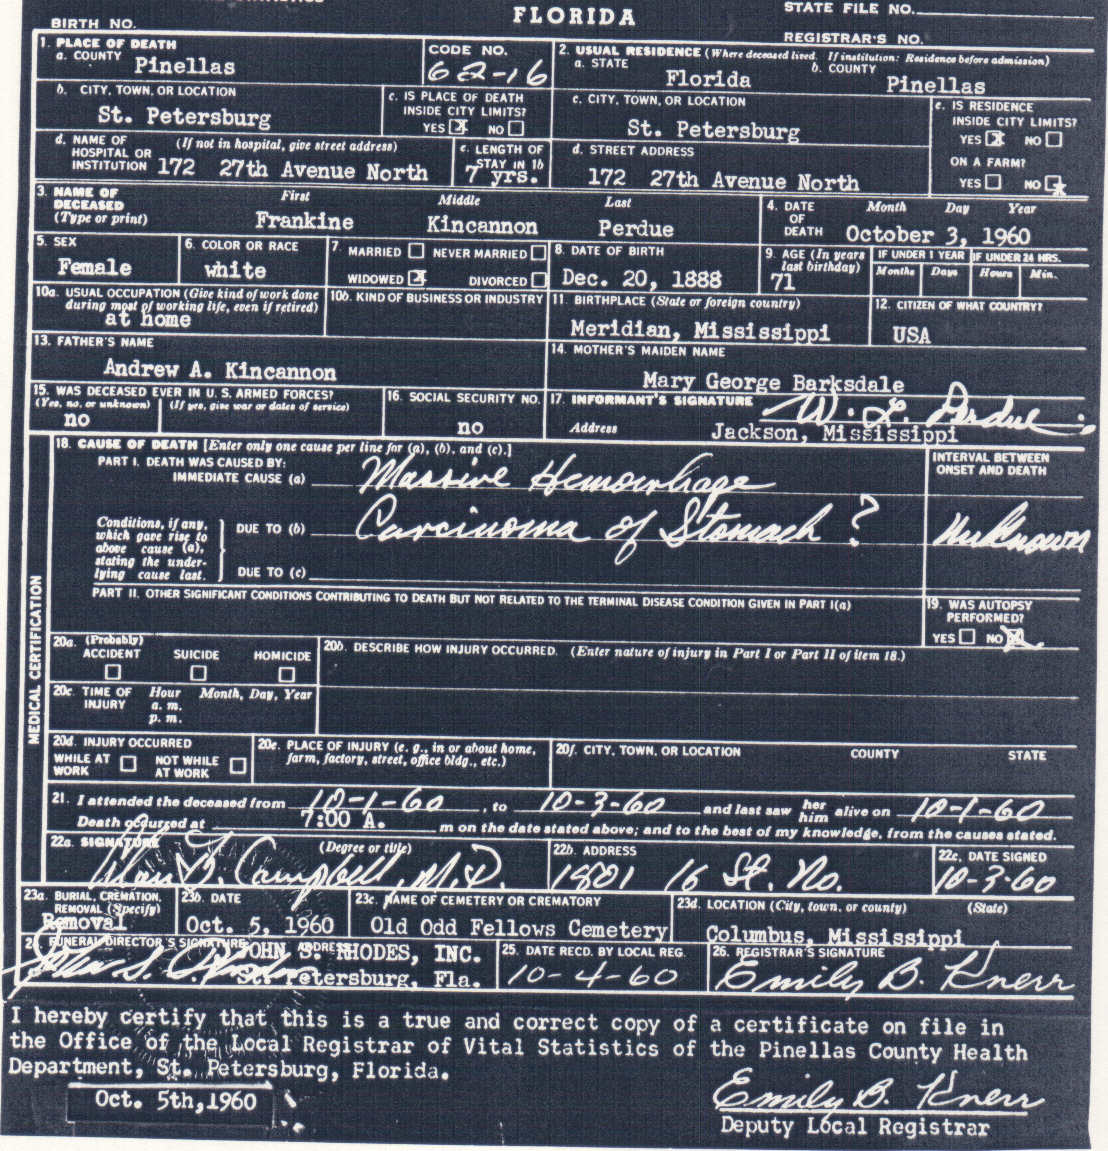 FLORIDA
STATE FILE NO.
BIRTH NO.
REGISTRAR'S NO.
1. PLACE OF DEATH
a. COUNTY Pinellas
CODE NO.
62-16
2. USUAL RESIDENCE (Where deceased lived. If institution: Residence before admission)
a. STATE Florida
b. COUNTY Pinellas
b. CITY, TOWN, OR LOCATION
St. Petersburg
c. IS PLACE OF DEATH INSIDE CITY LIMITS?
YES [X] NO [ ]
c. CITY, TOWN, OR LOCATION
St. Petersburg
e. IS RESIDENCE INSIDE CITY LIMITS?
YES [X] NO [ ]
d. NAME OF HOSPITAL OR INSTITUTION (If not in hospital, give street address)
172 27th Avenue North
c. LENGTH OF STAY IN 1b
7 yrs.
d. STREET ADDRESS
172 27th Avenue North
ON A FARM?
YES [ ] NO [X]
3. NAME OF DECEASED (Type or print)
First Middle Last
Frankine Kincannon Perdue
4. DATE OF DEATH Month Day Year
October 3, 1960
5. SEX
Female
6. COLOR OR RACE
white
7. MARRIED [ ] NEVER MARRIED [ ]
WIDOWED [X] DIVORCED [ ]
8. DATE OF BIRTH
Dec. 20, 1888
9. AGE (In years last birthday)
71
IF UNDER 1 YEAR
Months Days
IF UNDER 24 HRS.
Hours Min.
10a. USUAL OCCUPATION (Give kind of work done during most of working life, even if retired)
at home
10b. KIND OF BUSINESS OR INDUSTRY
11. BIRTHPLACE (State or foreign country)
Meridian, Mississippi
12. CITIZEN OF WHAT COUNTRY?
USA
13. FATHER'S NAME
Andrew A. Kincannon
14. MOTHER'S MAIDEN NAME
Mary George Barksdale
15. WAS DECEASED EVER IN U. S. ARMED FORCES?
(Yes, no, or unknown) (If yes, give war or dates of service)
no
16. SOCIAL SECURITY NO.
no
17. INFORMANT'S SIGNATURE W. L. Perdue
Address Jackson, Mississippi
MEDICAL CERTIFICATION
18. CAUSE OF DEATH [Enter only one cause per line for (a), (b), and (c).]
PART I. DEATH WAS CAUSED BY:
IMMEDIATE CAUSE (a) Massive Hemorrhage
INTERVAL BETWEEN ONSET AND DEATH
Conditions, if any, which gave rise to above cause (a), stating the underlying cause last.
DUE TO (b) Carcinoma of Stomach ?
Unknown
DUE TO (c)
PART II. OTHER SIGNIFICANT CONDITIONS CONTRIBUTING TO DEATH BUT NOT RELATED TO THE TERMINAL DISEASE CONDITION GIVEN IN PART I(a)
19. WAS AUTOPSY PERFORMED?
YES [ ] NO [X]
20a. (Probably)
ACCIDENT SUICIDE HOMICIDE
20b. DESCRIBE HOW INJURY OCCURRED. (Enter nature of injury in Part I or Part II of item 18.)
20c. TIME OF INJURY Hour Month, Day, Year
a. m.
p. m.
20d. INJURY OCCURRED
WHILE AT WORK [ ] NOT WHILE AT WORK [ ]
20e. PLACE OF INJURY (e. g., in or about home, farm, factory, street, office bldg., etc.)
20f. CITY, TOWN, OR LOCATION COUNTY STATE
21. I attended the deceased from 10-1-60, to 10-3-60 and last saw her him alive on 10-1-60
Death occurred at 7:00 A. m on the date stated above; and to the best of my knowledge, from the causes stated.
22a. SIGNATURE (Degree or title)
Campbell, M.D.
22b. ADDRESS
1801 16 St. No.
22c. DATE SIGNED
10-3-60
23a. BURIAL, CREMATION, REMOVAL (Specify)
Removal
23b. DATE
Oct. 5, 1960
23c. NAME OF CEMETERY OR CREMATORY
Old Odd Fellows Cemetery
23d. LOCATION (City, town, or county) (State)
Columbus, Mississippi
FUNERAL DIRECTOR'S SIGNATURE ADDRESS
John S. Rhodes
JOHN S. RHODES, INC.
St. Petersburg, Fla.
25. DATE RECD. BY LOCAL REG.
10-4-60
26. REGISTRAR'S SIGNATURE
Emily B. Knerr
I hereby certify that this is a true and correct copy of a certificate on file in
the Office of the Local Registrar of Vital Statistics of the Pinellas County Health
Department, St. Petersburg, Florida.
Oct. 5th,1960
Emily B. Knerr
Deputy Local Registrar